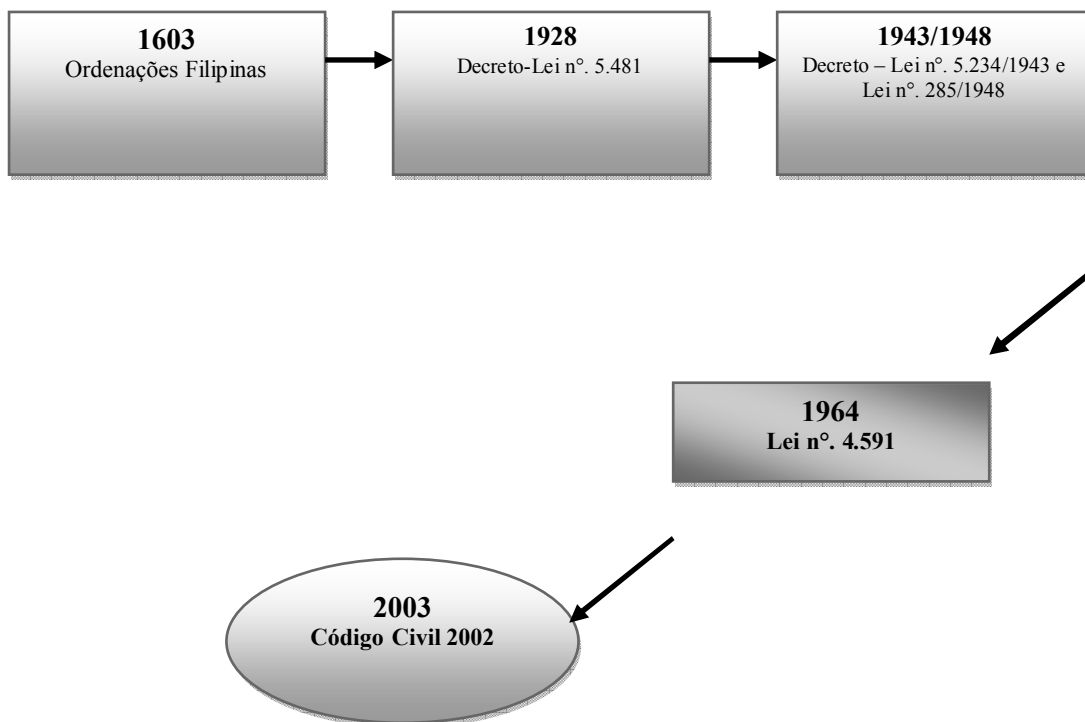 1603
Ordenações Filipinas
1928
Decreto-Lei n°. 5.481
1943/1948
Decreto – Lei n°. 5.234/1943 e
Lei n°. 285/1948
1964
Lei n°. 4.591
2003
Código Civil 2002